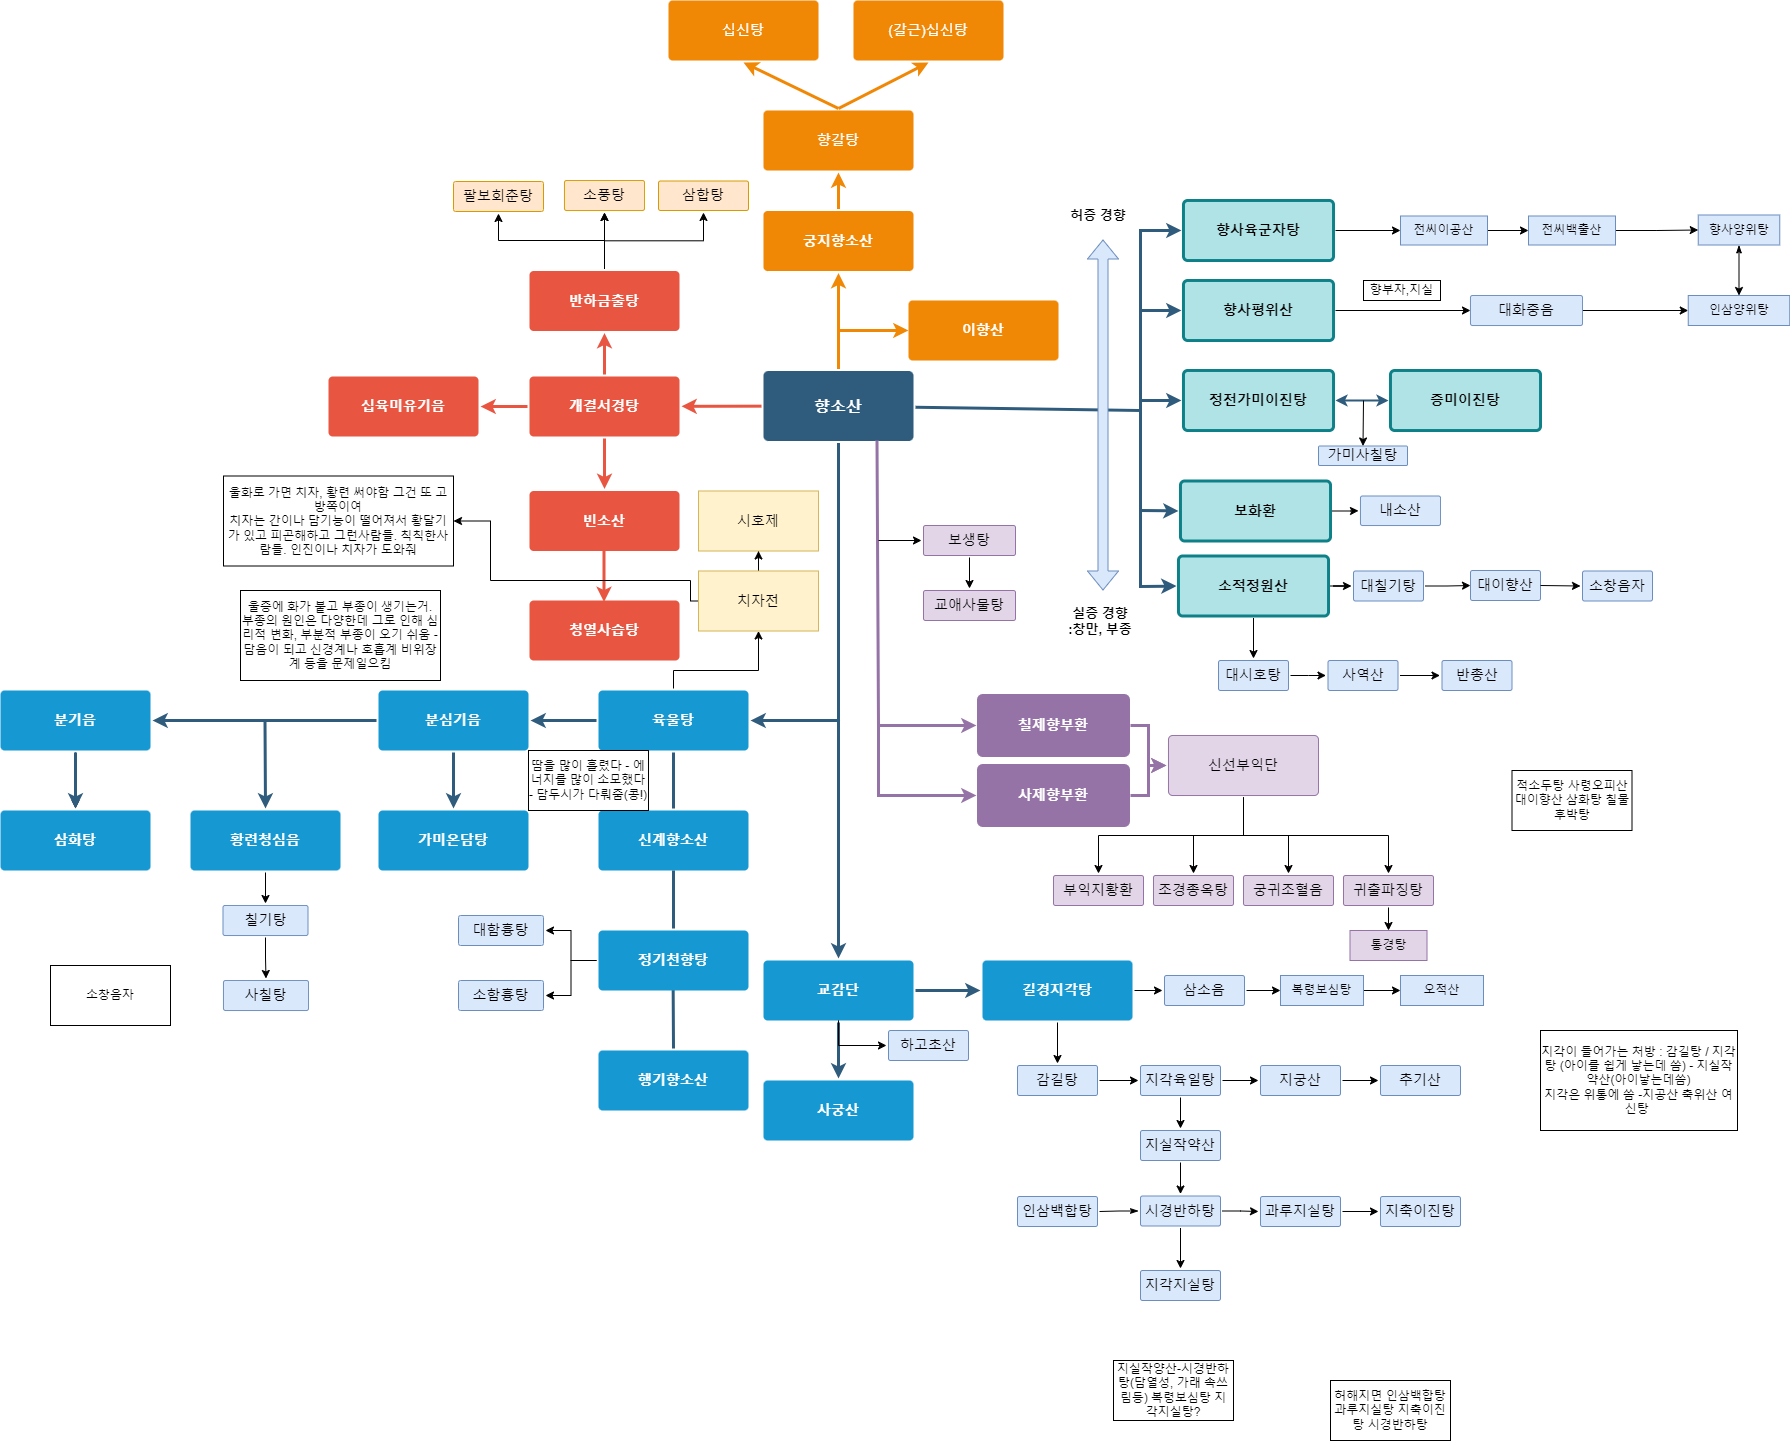 십신탕
(갈근)십신탕
향갈탕
팔보회춘탕
소풍탕
삼합탕
궁지향소산
반하금출탕
이향산
십육미유기음
개결서경탕
향소산
빈소산
청열사습탕
울화로 가면 치자, 황련 써야함 그건 또 고
방쪽이여
치자는 간이나 담기능이 떨어져서 황달기
가 있고 피곤해하고 그런사람들. 칙칙한사
람들. 인진이나 치자가 도와줘
시호제
치자전
울증에 화가 붙고 부종이 생기는거.
부종의 원인은 다양한데 그로 인해 심
리적 변화, 부분적 부종이 오기 쉬움 -
담음이 되고 신경계나 호흡계 비위장
계 등을 문제일으킴
허증 경향
실증 경향
:창만, 부종
향사육군자탕
전씨이공산
전씨백출산
향사양위탕
향사평위산
향부자,지실
대화중음
인삼양위탕
정전가미이진탕
증미이진탕
가미사칠탕
보화환
내소산
소적정원산
대칠기탕
대이향산
소창음자
대시호탕
사역산
반총산
보생탕
교애사물탕
분기음
분심기음
육울탕
땀을 많이 흘렸다 - 에
너지를 많이 소모했다
- 담두시가 다뤄줌(콩!)
삼화탕
황련청심음
가미온담탕
신계향소산
칠기탕
사칠탕
소창음자
대함흉탕
소함흉탕
정기천향탕
행기향소산
칠제향부환
사제향부환
신선부익단
부익지황환
조경종옥탕
궁귀조혈음
귀출파징탕
통경탕
적소두탕 사령오피산
대이향산 삼화탕 칠물
후박탕
교감단
하고초산
사궁산
길경지각탕
삼소음
복령보심탕
오적산
감길탕
지각육일탕
지궁산
추기산
지실작약산
인삼백합탕
시경반하탕
과루지실탕
지축이진탕
지각지실탕
지각이 들어가는 처방 : 감길탕 / 지각
탕 (아이를 쉽게 낳는데 씀) - 지실작
약산(아이낳는데씀)
지각은 위통에 씀 -지공산 축위산 여
신탕
지실작양산-시경반하
탕(담열성, 가래 속쓰
림등) 복령보심탕 지
각지실탕?
허해지면 인삼백합탕
과루지실탕 지축이진
탕 시경반하탕